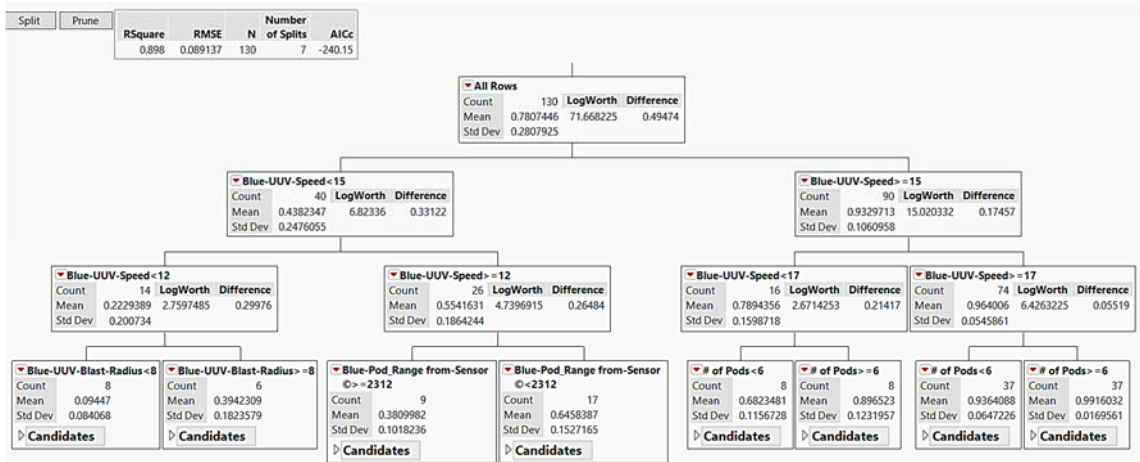 Split Prune
Number
RSquare RMSE N of Splits AICc
0.898 0.089137 130 7 -240.15
All Rows
Count 130 LogWorth Difference
Mean 0.7807446 71.668225 0.49474
Std Dev 0.2807925
Blue-UUV-Speed<15
Count 40 LogWorth Difference
Mean 0.4382347 6.82336 0.33122
Std Dev 0.2476055
Blue-UUV-Speed>=15
Count 90 LogWorth Difference
Mean 0.9329713 15.020332 0.17457
Std Dev 0.1060958
Blue-UUV-Speed<12
Count 14 LogWorth Difference
Mean 0.2229389 2.7597485 0.29976
Std Dev 0.200734
Blue-UUV-Speed>=12
Count 26 LogWorth Difference
Mean 0.5541631 4.7396915 0.26484
Std Dev 0.1864244
Blue-UUV-Speed<17
Count 16 LogWorth Difference
Mean 0.7894356 2.6714253 0.21417
Std Dev 0.1598718
Blue-UUV-Speed>=17
Count 74 LogWorth Difference
Mean 0.964006 6.4263225 0.05519
Std Dev 0.0545861
Blue-UUV-Blast-Radius<8
Count 8
Mean 0.09447
Std Dev 0.084068
Candidates
Blue-UUV-Blast-Radius>=8
Count 6
Mean 0.3942309
Std Dev 0.1823579
Candidates
Blue-Pod_Range from-Sensor
©>=2312
Count 9
Mean 0.3809982
Std Dev 0.1018236
Candidates
Blue-Pod_Range from-Sensor
©<2312
Count 17
Mean 0.6458387
Std Dev 0.1527165
Candidates
# of Pods<6
Count 8
Mean 0.6823481
Std Dev 0.1156728
Candidates
# of Pods>=6
Count 8
Mean 0.896523
Std Dev 0.1231957
Candidates
# of Pods<6
Count 37
Mean 0.9364088
Std Dev 0.0647226
Candidates
# of Pods>=6
Count 37
Mean 0.9916032
Std Dev 0.0169561
Candidates